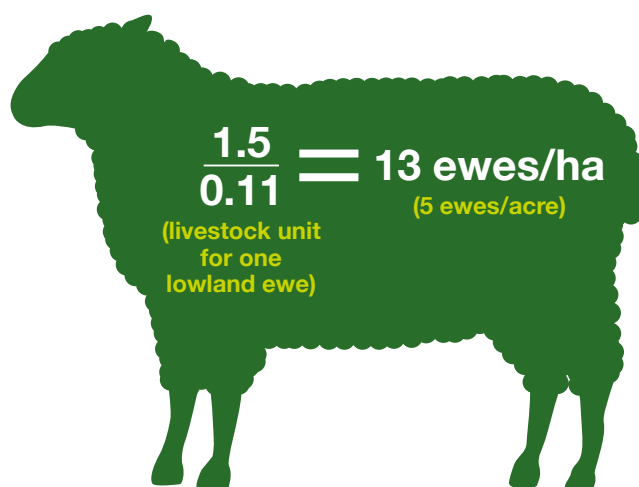 1.5
0.11
= 13 ewes/ha
(5 ewes/acre)
(livestock unit
for one
lowland ewe)